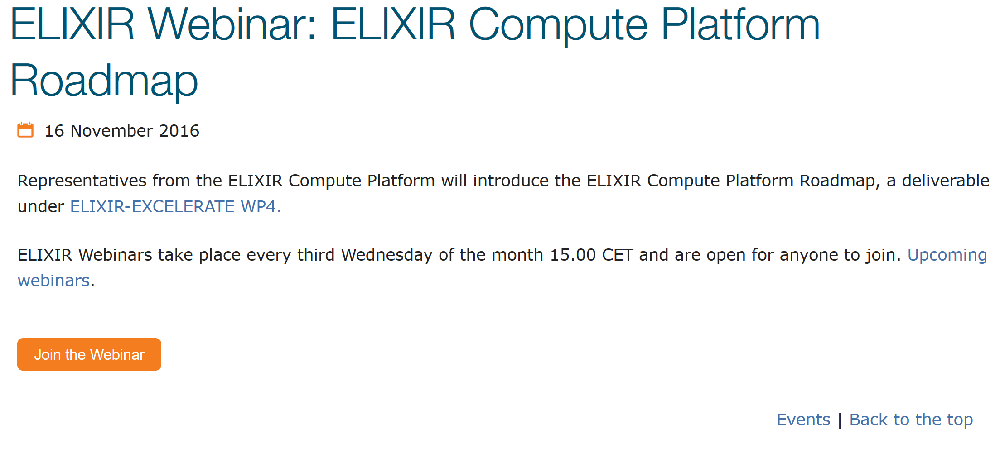 ELIXIR Webinar: ELIXIR Compute Platform
Roadmap
16 November 2016
Representatives from the ELIXIR Compute Platform will introduce the ELIXIR Compute Platform Roadmap, a deliverable
under ELIXIR-EXCELERATE WP4.
ELIXIR Webinars take place every third Wednesday of the month 15.00 CET and are open for anyone to join. Upcoming
webinars.
Join the Webinar
Events | Back to the top